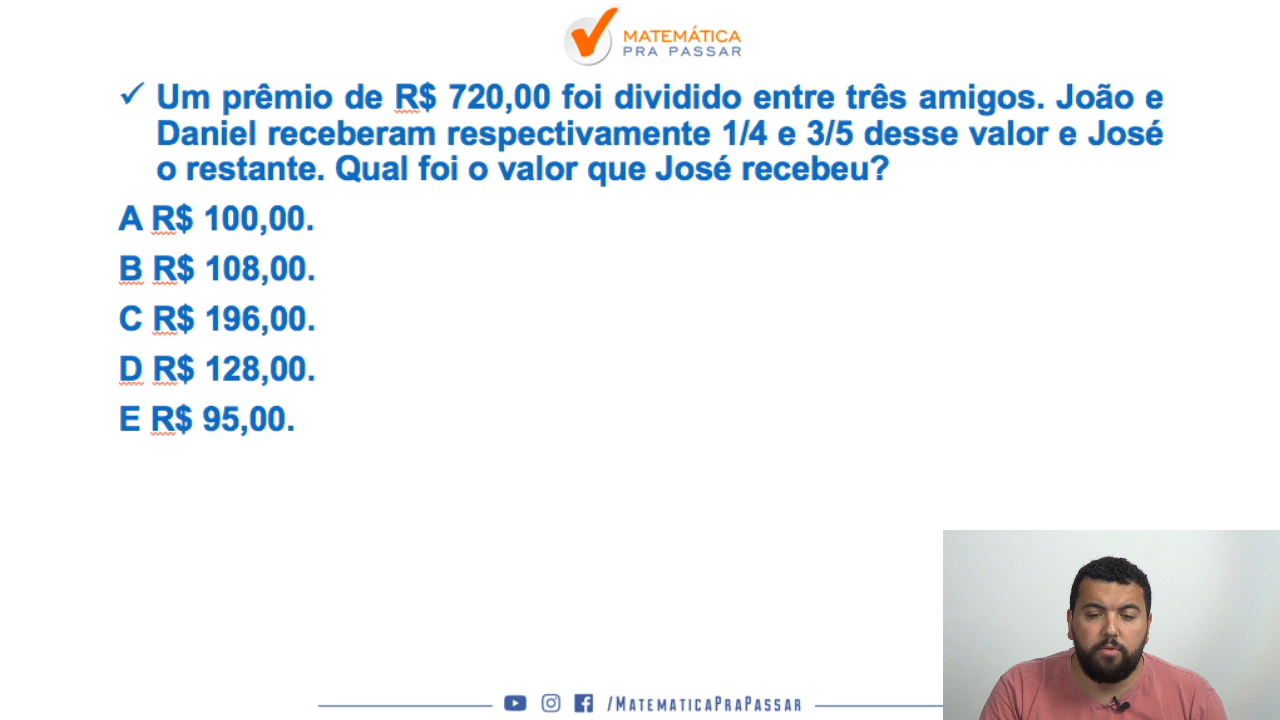 MATEMÁTICA
PRA PASSAR
✓ Um prêmio de R$ 720,00 foi dividido entre três amigos. João e
Daniel receberam respectivamente 1/4 e 3/5 desse valor e José
o restante. Qual foi o valor que José recebeu?
A R$ 100,00.
B R$ 108,00.
C R$ 196,00.
D R$ 128,00.
E R$ 95,00.
/MATEMATICAPRAPASSAR